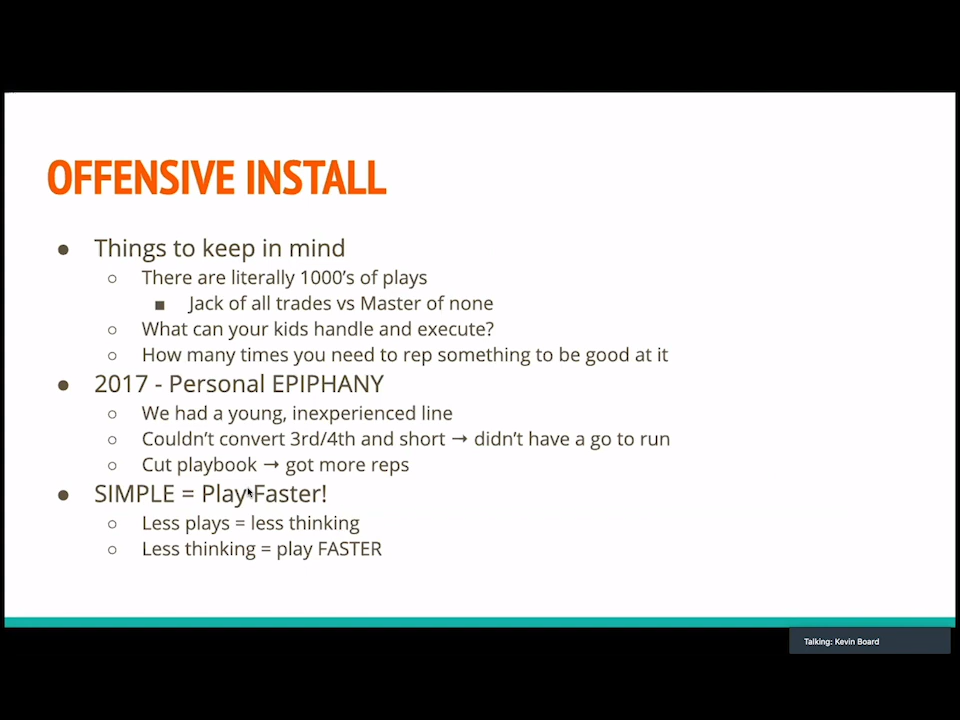 OFFENSIVE INSTALL
● Things to keep in mind
○ There are literally 1000's of plays
■ Jack of all trades vs Master of none
○ What can your kids handle and execute?
○ How many times you need to rep something to be good at it
● 2017 - Personal EPIPHANY
○ We had a young, inexperienced line
○ Couldn't convert 3rd/4th and short → didn't have a go to run
○ Cut playbook → got more reps
● SIMPLE = Play Faster!
○ Less plays = less thinking
○ Less thinking = play FASTER
Talking: Kevin Board